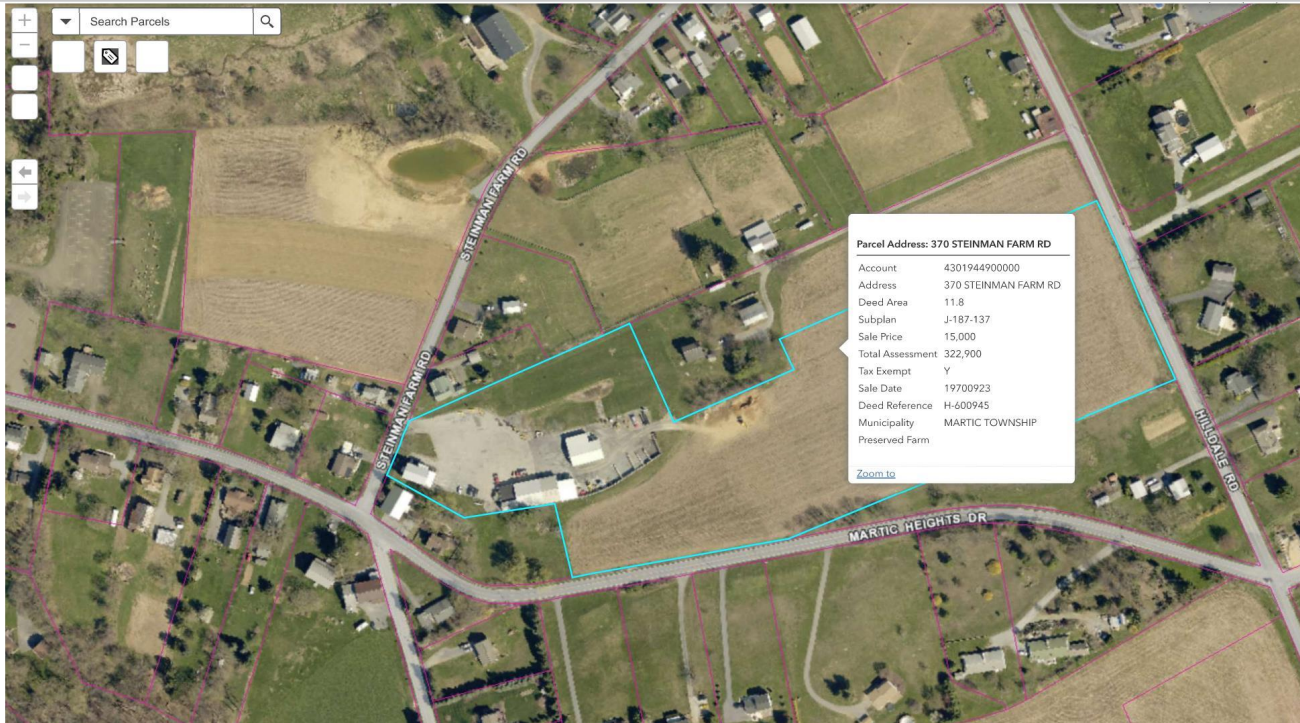 Search Parcels
STEINMAN FARM RD
STEINMAN FARM RD
Parcel Address: 370 STEINMAN FARM RD
Account 4301944900000
Address 370 STEINMAN FARM RD
Deed Area 11.8
Subplan J-187-137
Sale Price 15,000
Total Assessment 322,900
Tax Exempt Y
Sale Date 19700923
Deed Reference H-600945
Municipality MARTIC TOWNSHIP
Preserved Farm
Zoom to
HILLDALE RD
MARTIC HEIGHTS DR